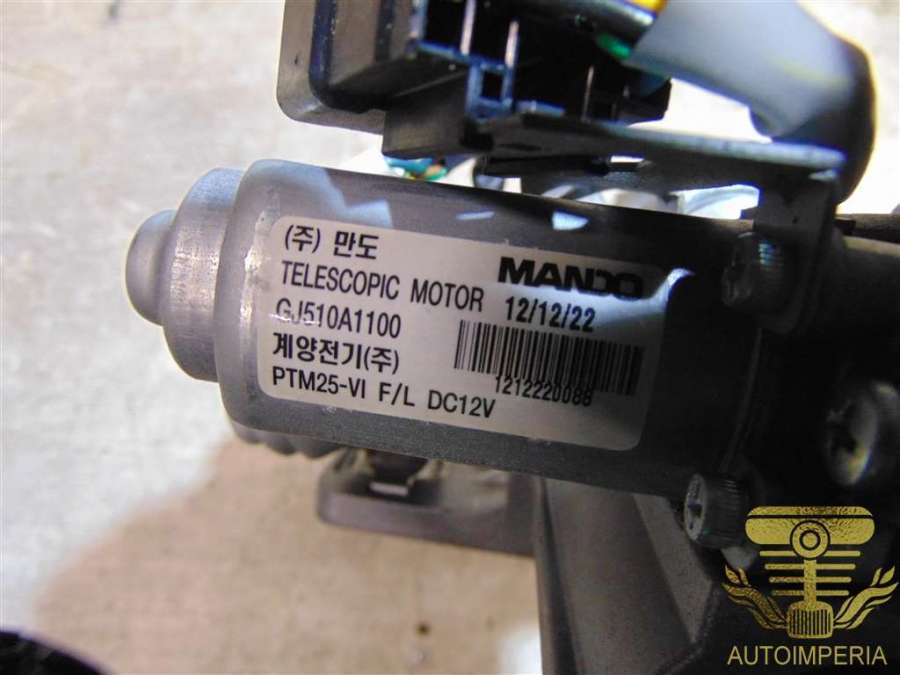 (주) 만도 MANDO
TELESCOPIC MOTOR 12/12/22
GJ510A1100
계양전기(주) 1212220088
PTM25-VI F/L DC12V
AUTOIMPERIA